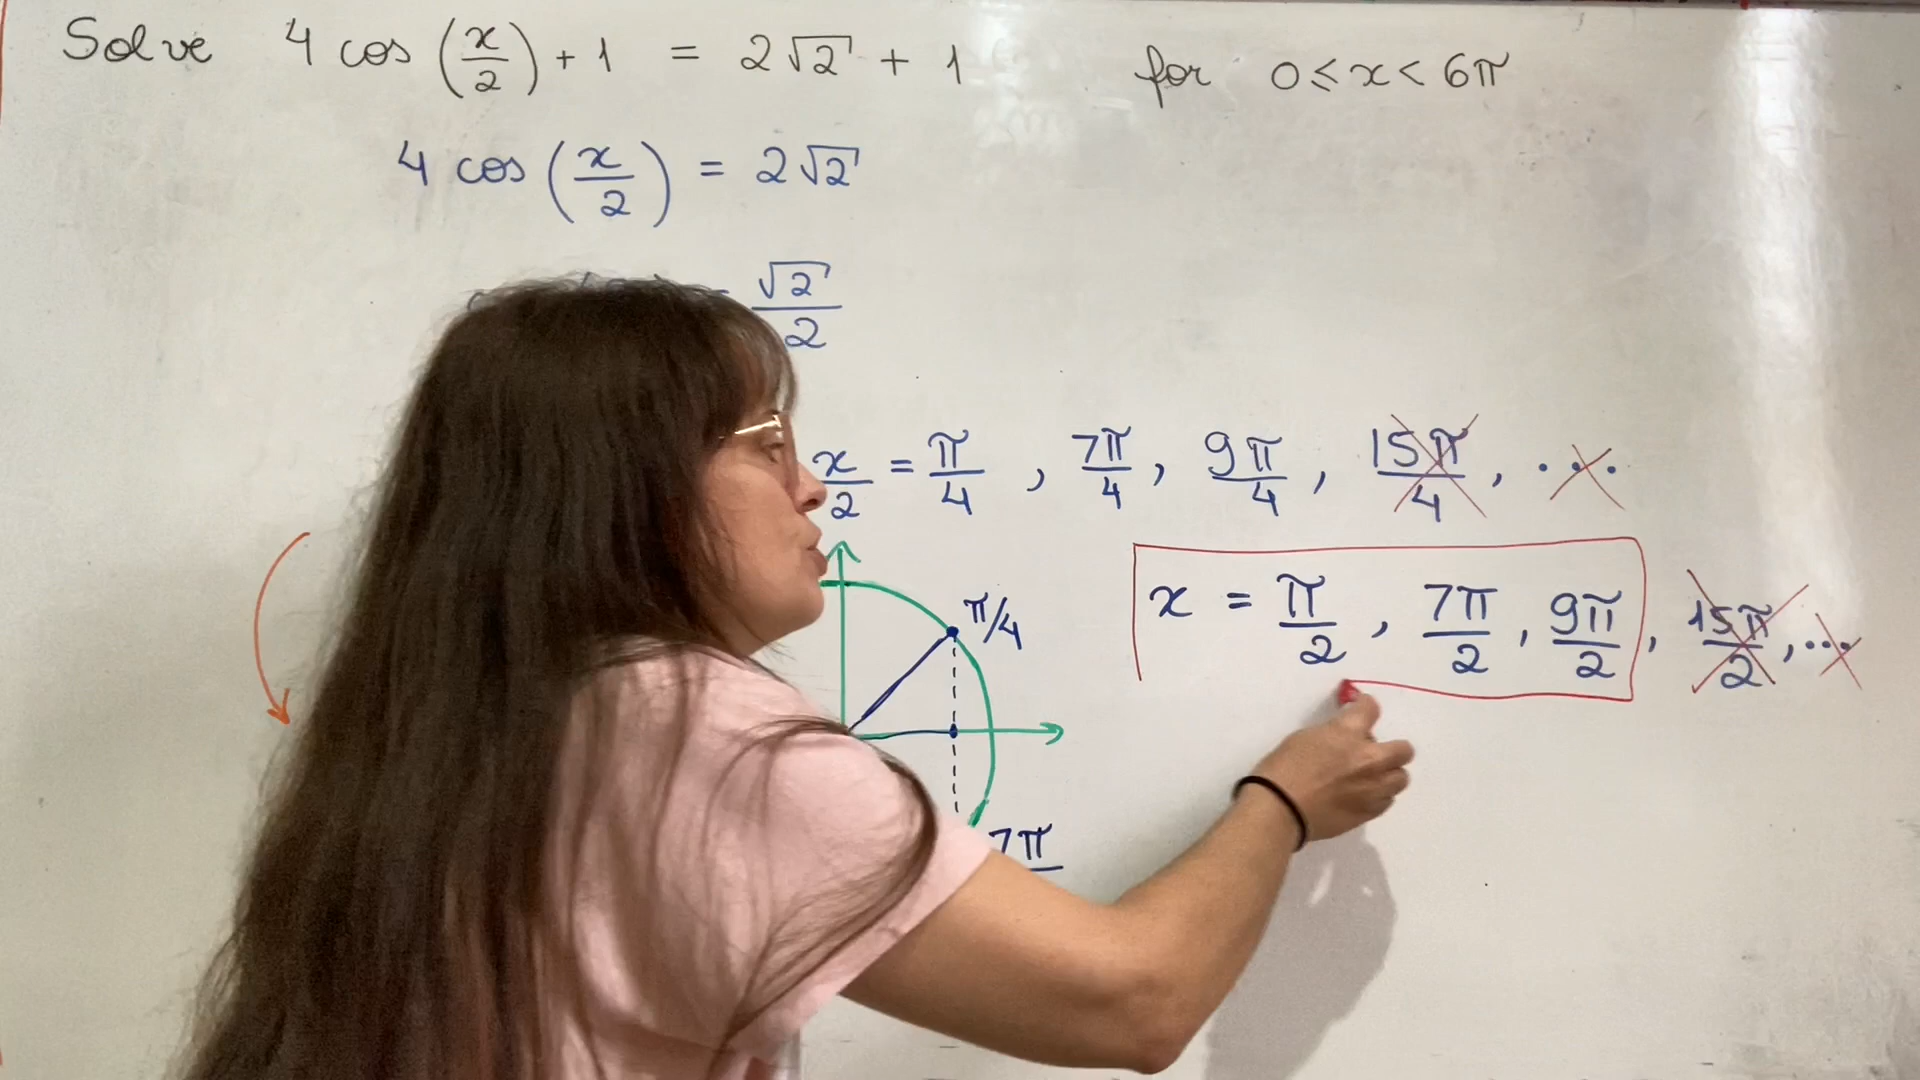 Solve 4 cos (x/2) + 1 = 2√2 + 1 for 0 ≤ x < 6π
4 cos (x/2) = 2√2
= √2/2
x/2 = π/4 , 7π/4 , 9π/4 , 15π/4 , ...
π/4
x = π/2 , 7π/2 , 9π/2 , 15π/2 , ...
7π